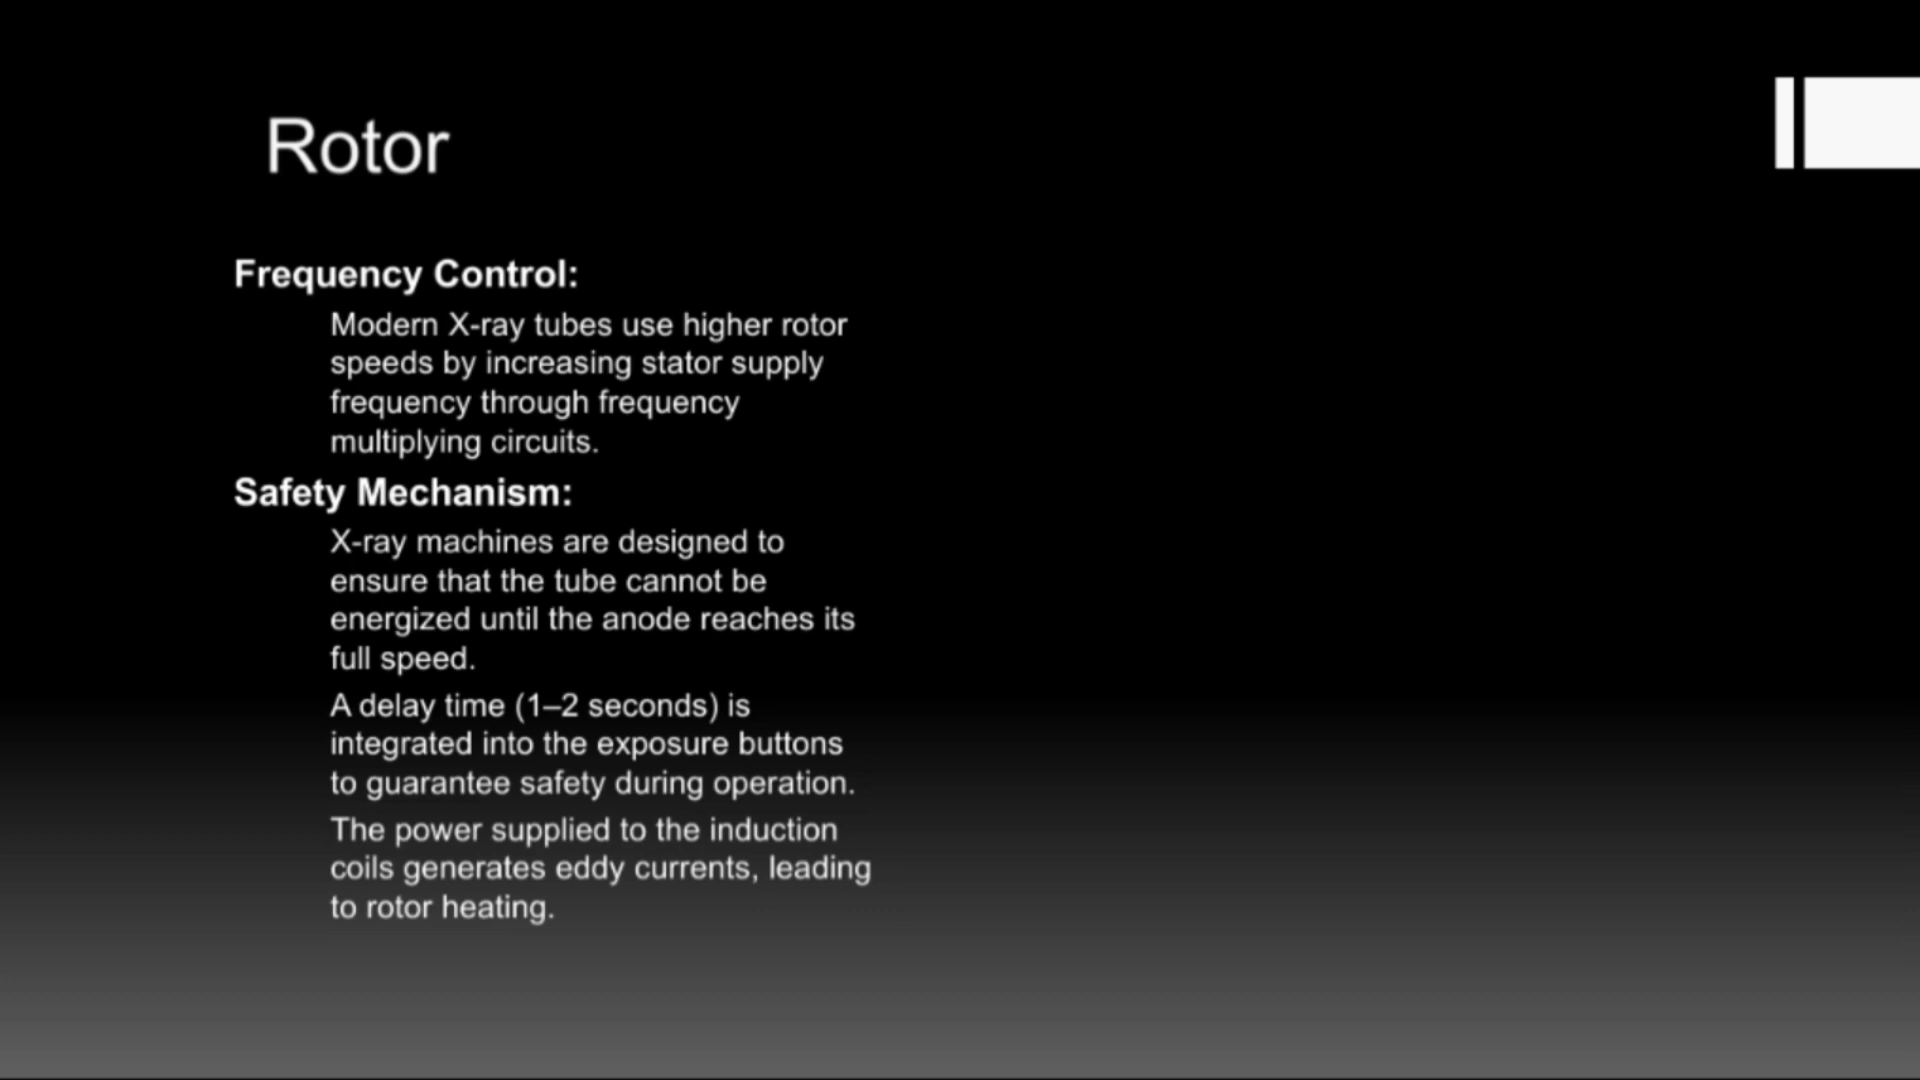 Rotor
Frequency Control:
Modern X-ray tubes use higher rotor
speeds by increasing stator supply
frequency through frequency
multiplying circuits.
Safety Mechanism:
X-ray machines are designed to
ensure that the tube cannot be
energized until the anode reaches its
full speed.
A delay time (1–2 seconds) is
integrated into the exposure buttons
to guarantee safety during operation.
The power supplied to the induction
coils generates eddy currents, leading
to rotor heating.